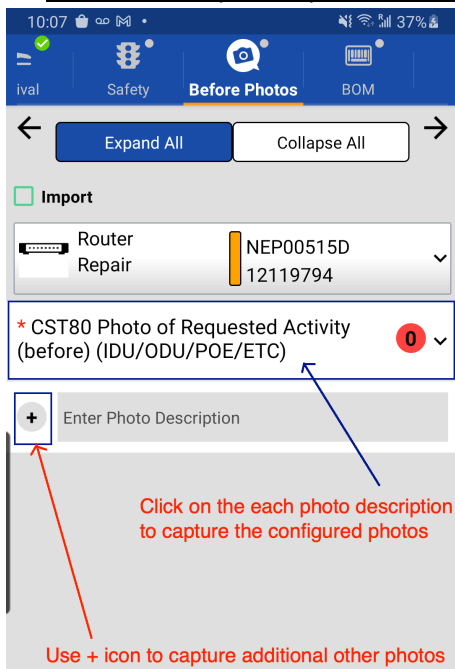 10:07 37%
ival Safety Before Photos BOM
Expand All Collapse All
Import
Router NEP00515D
Repair 12119794
* CST80 Photo of Requested Activity
(before) (IDU/ODU/POE/ETC) 0
+ Enter Photo Description
Click on the each photo description
to capture the configured photos
Use + icon to capture additional other photos